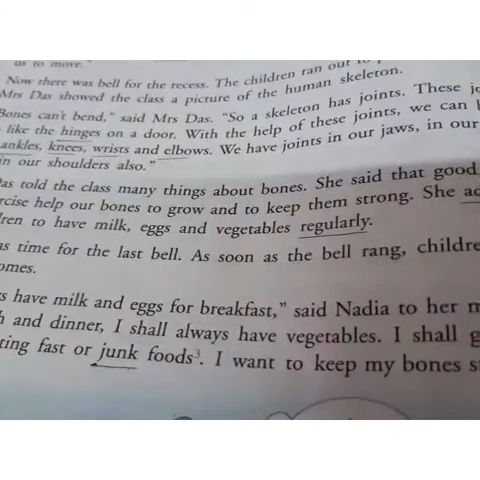 us to move."
Now there was bell for the recess. The children ran out to
Mrs Das showed the class a picture of the human skeleton.
Bones can't bend," said Mrs Das. "So a skeleton has joints. These
like the hinges on a door. With the help of these joints, we can
ankles, knees, wrists and elbows. We have joints in our jaws, in our
in our shoulders also."
as told the class many things about bones. She said that good
rcise help our bones to grow and to keep them strong. She
dren to have milk, eggs and vegetables regularly.
as time for the last bell. As soon as the bell rang, childre
omes.
s have milk and eggs for breakfast," said Nadia to her
h and dinner, I shall always have vegetables. I shall
ting fast or junk foods³. I want to keep my bones